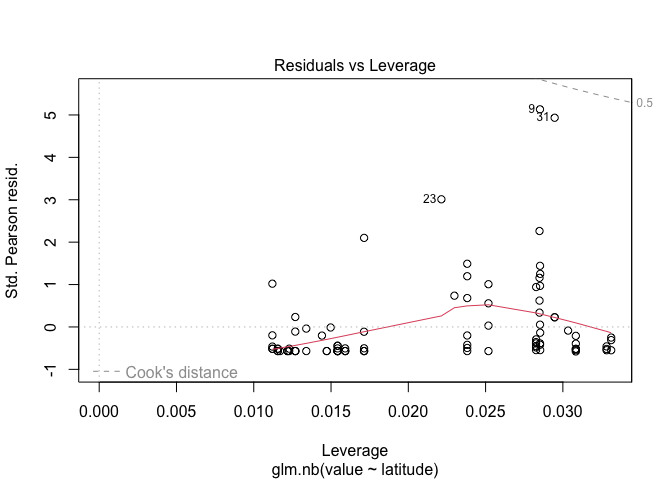 Residuals vs Leverage
Std. Pearson resid.
5
4
3
2
1
0
-1
0.5
9
31
23
Cook's distance
0.000 0.005 0.010 0.015 0.020 0.025 0.030
Leverage
glm.nb(value ~ latitude)